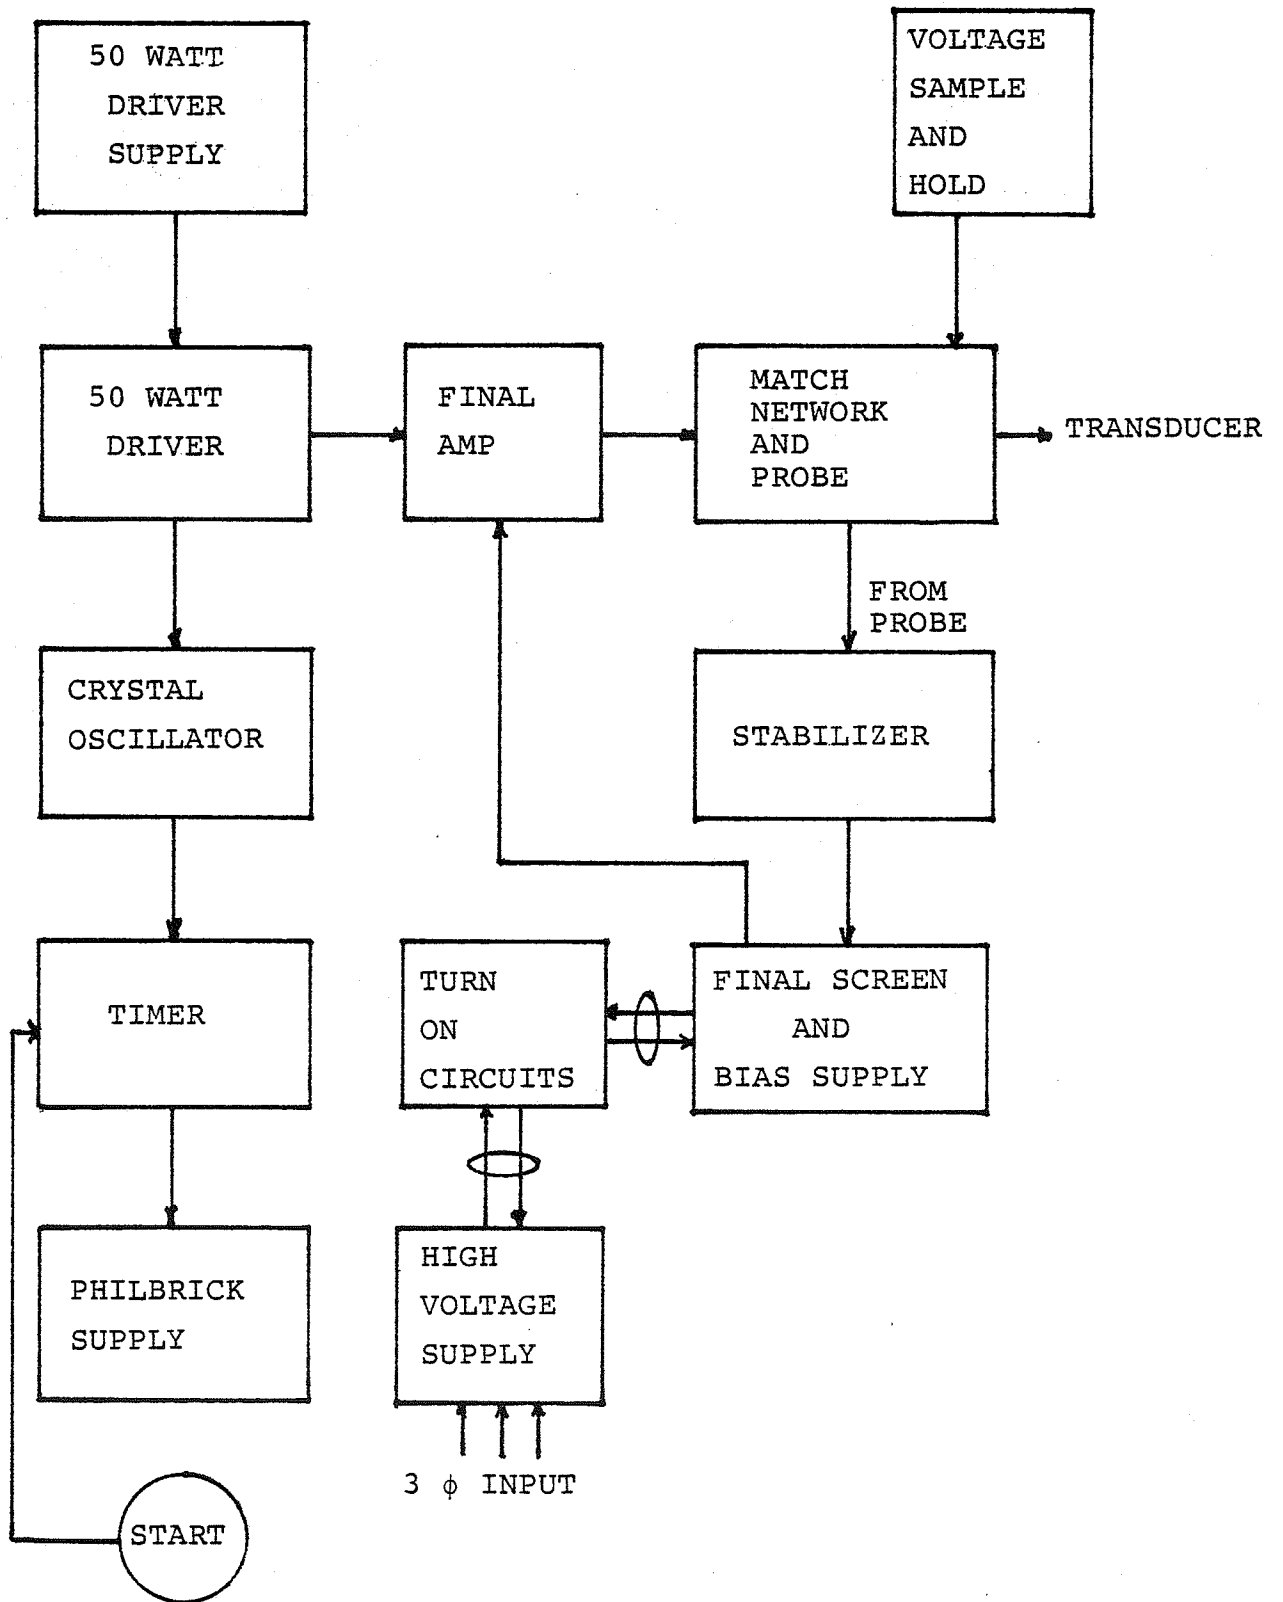 50 WATT
DRIVER
SUPPLY
VOLTAGE
SAMPLE
AND
HOLD
50 WATT
DRIVER
FINAL
AMP
MATCH
NETWORK
AND
PROBE
TRANSDUCER
FROM
PROBE
CRYSTAL
OSCILLATOR
STABILIZER
TIMER
TURN
ON
CIRCUITS
FINAL SCREEN
AND
BIAS SUPPLY
PHILBRICK
SUPPLY
HIGH
VOLTAGE
SUPPLY
3 ϕ INPUT
START